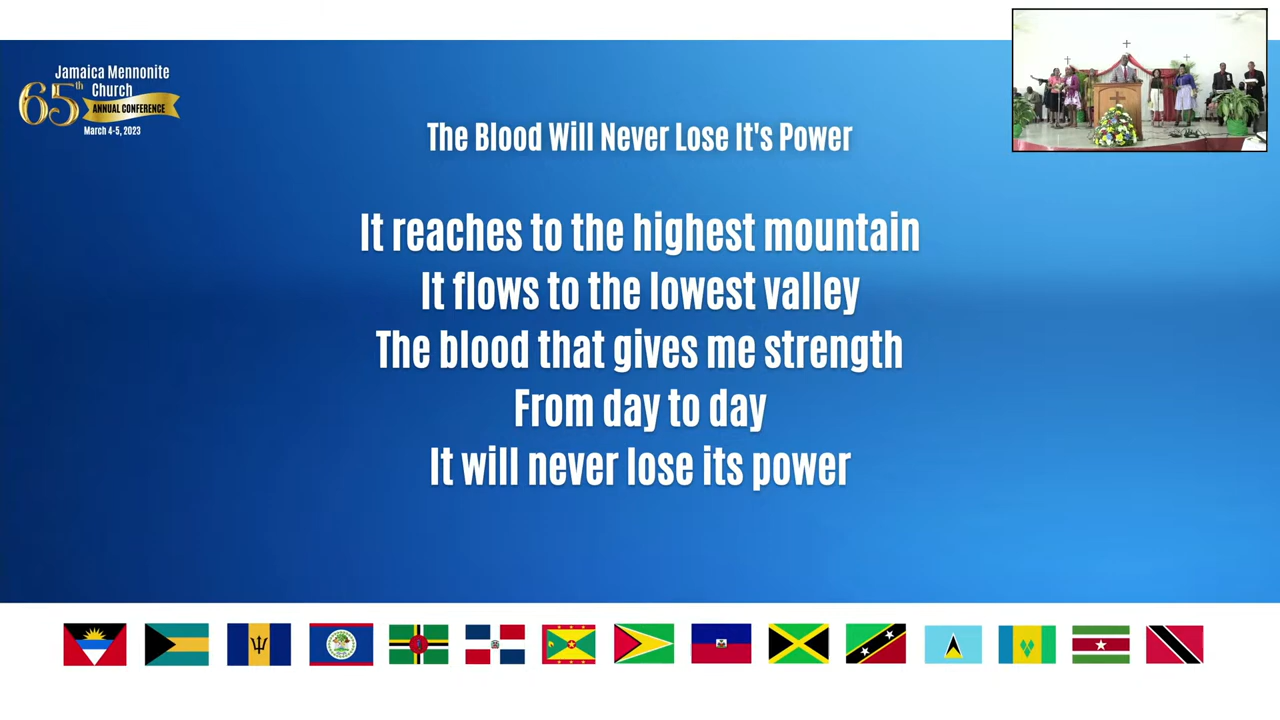 Jamaica Mennonite
65th Church
ANNUAL CONFERENCE
March 4-5, 2023
The Blood Will Never Lose It's Power
It reaches to the highest mountain
It flows to the lowest valley
The blood that gives me strength
From day to day
It will never lose its power